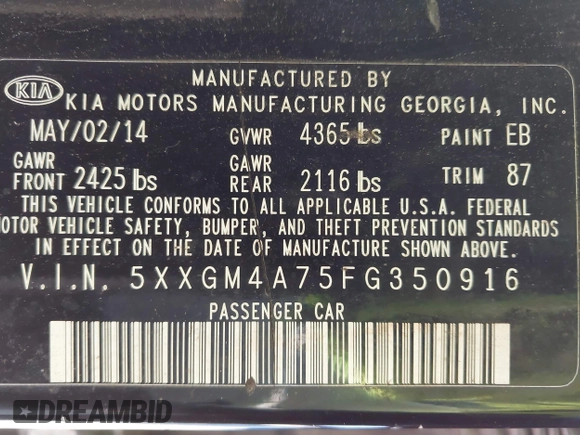 MANUFACTURED BY
KIA KIA MOTORS MANUFACTURING GEORGIA, INC.
MAY/02/14 GVWR 4365 lbs PAINT EB
GAWR FRONT 2425 lbs GAWR REAR 2116 lbs TRIM 87
THIS VEHICLE CONFORMS TO ALL APPLICABLE U.S.A. FEDERAL
MOTOR VEHICLE SAFETY, BUMPER, AND THEFT PREVENTION STANDARDS
IN EFFECT ON THE DATE OF MANUFACTURE SHOWN ABOVE.
V.I.N. 5XXGM4A75FG350916
PASSENGER CAR
DREAMBID